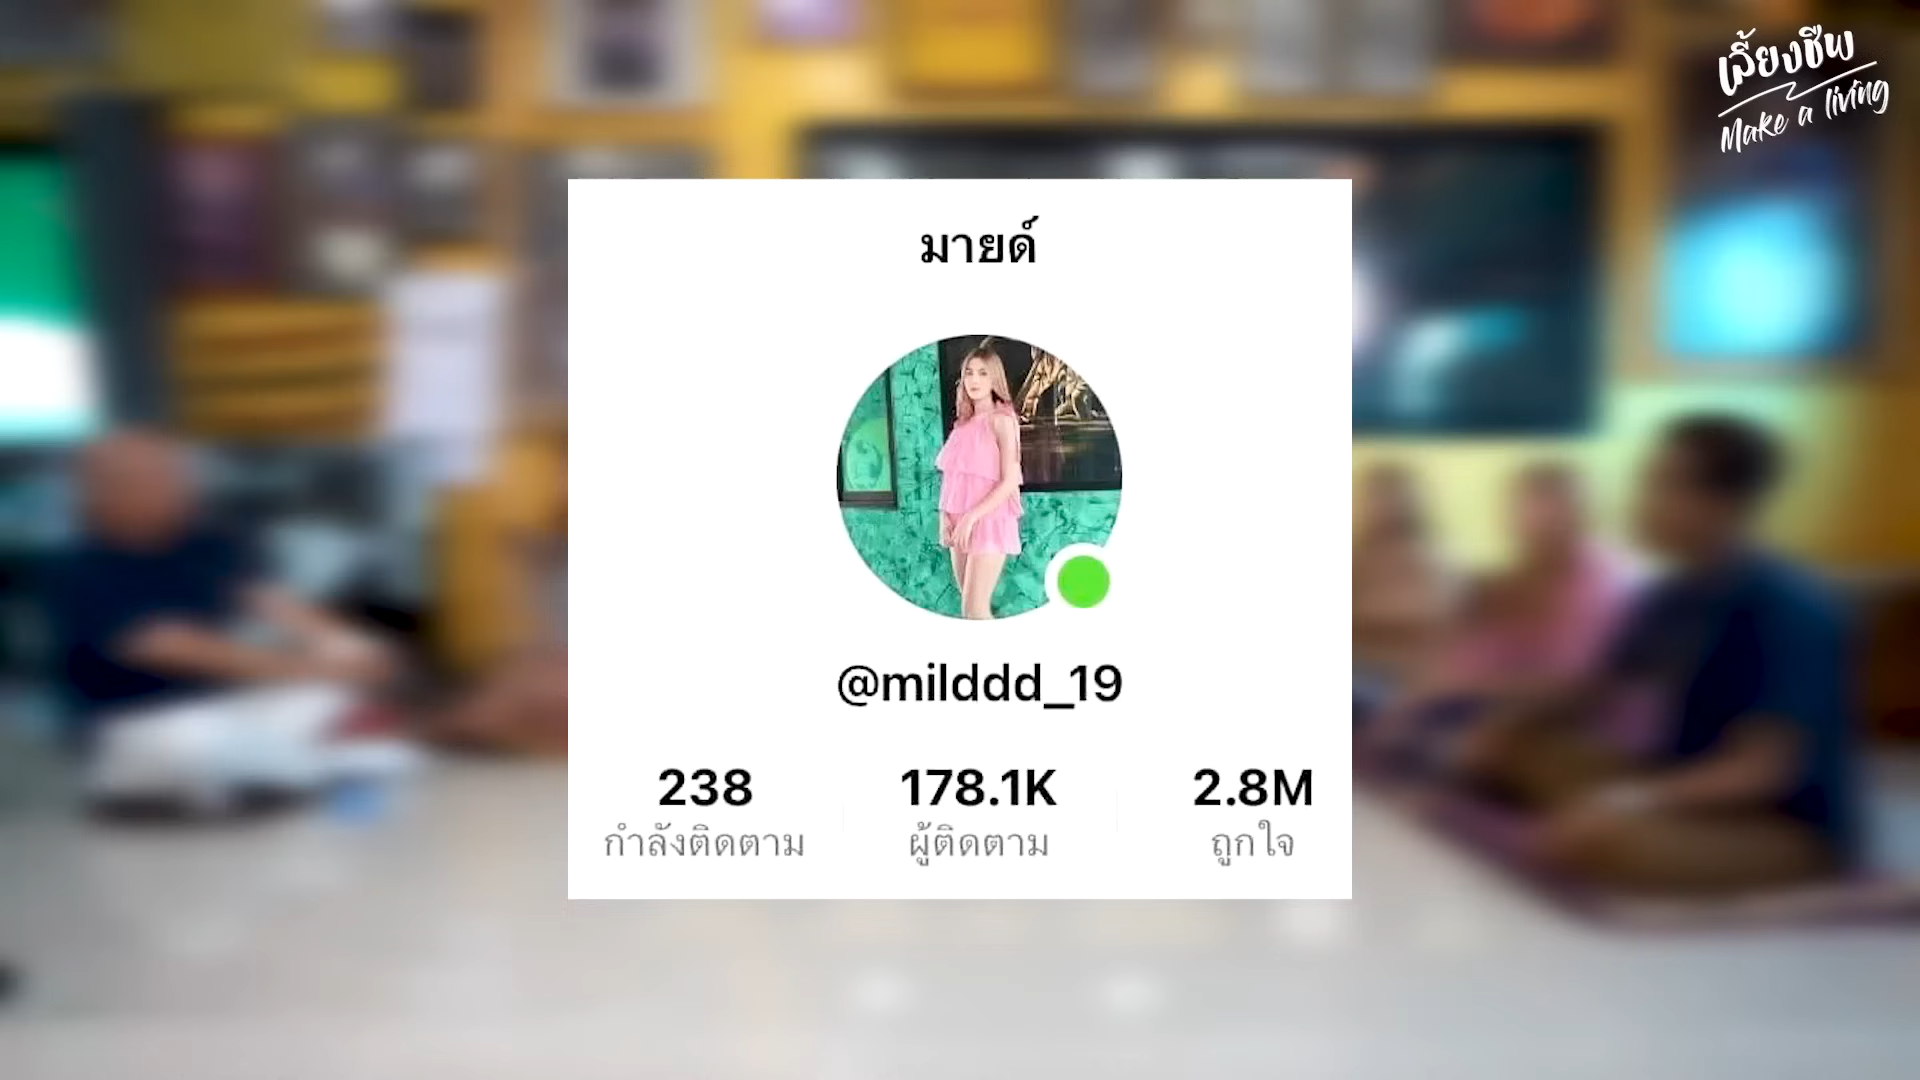 เลี้ยงชีพ
Make a living
มายด์
@milddd_19
238
178.1K
2.8M
กำลังติดตาม
ผู้ติดตาม
ถูกใจ